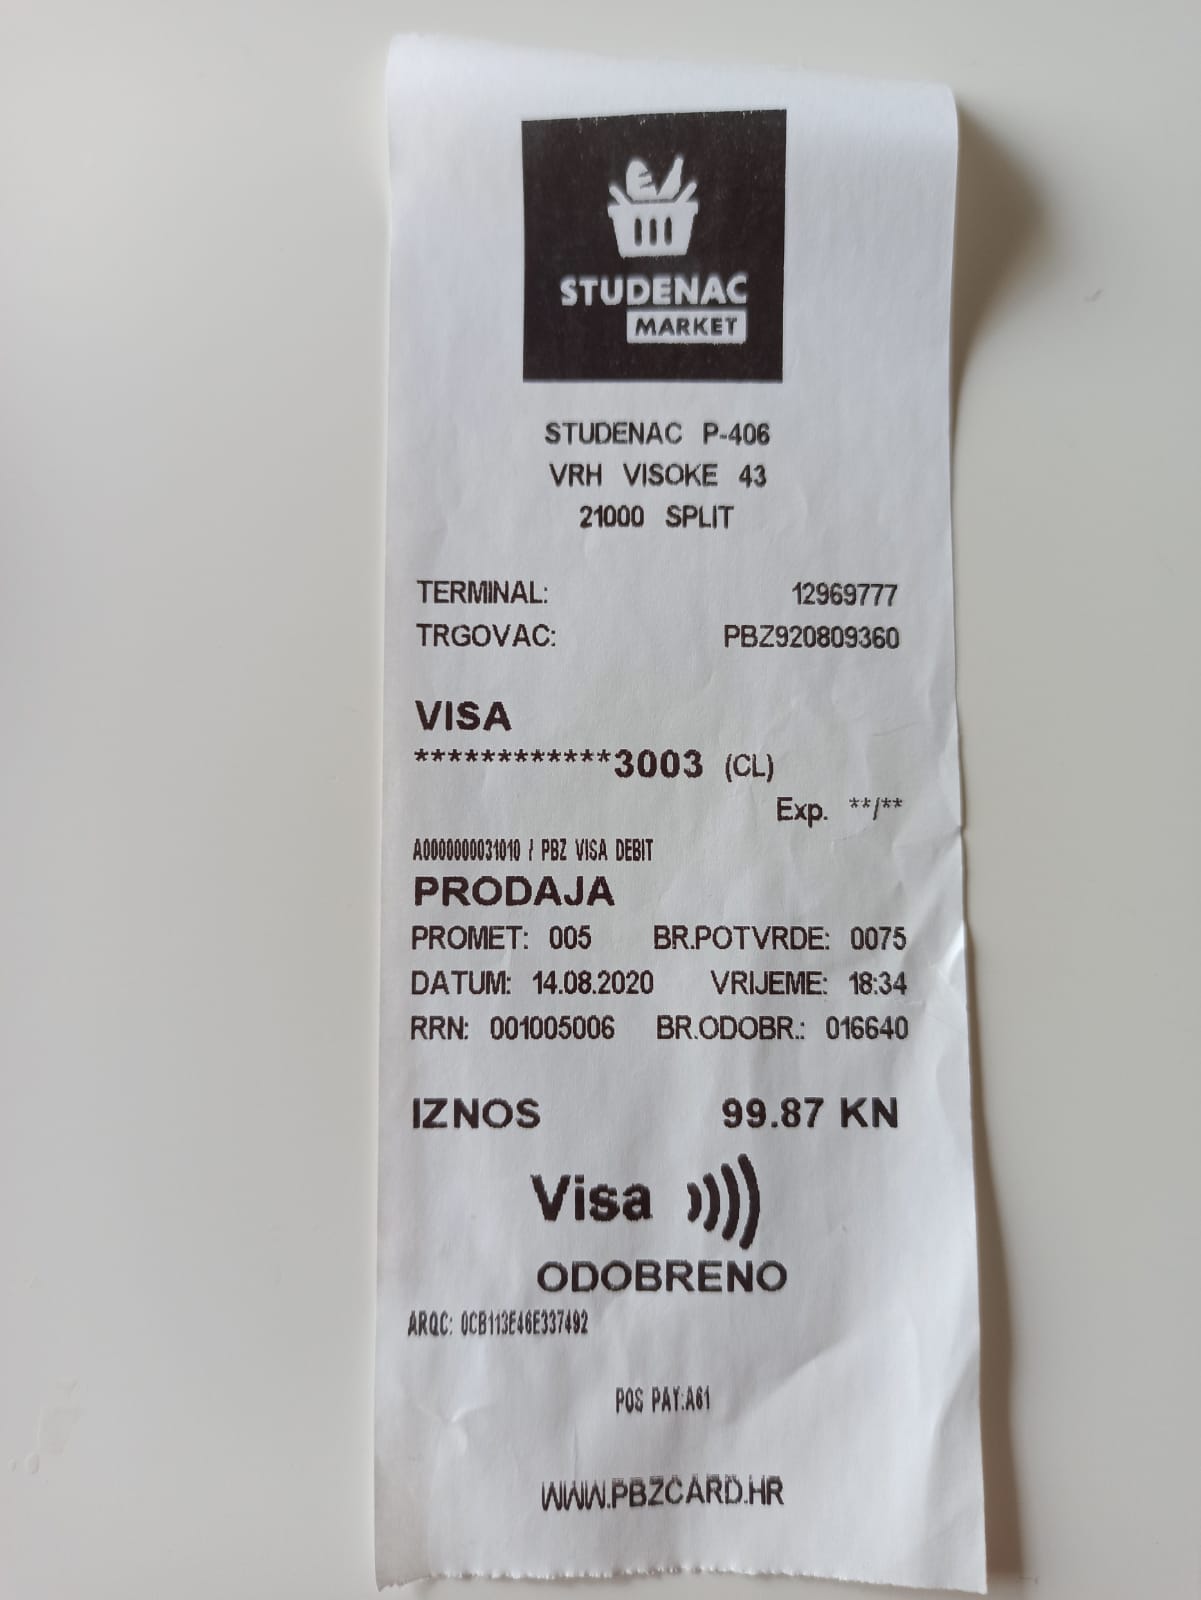 STUDENAC
MARKET
STUDENAC P-406
VRH VISOKE 43
21000 SPLIT
TERMINAL: 12969777
TRGOVAC: PBZ920809360
VISA
************3003 (CL)
Exp. **/**
A0000000031010 / PBZ VISA DEBIT
PRODAJA
PROMET: 005 BR.POTVRDE: 0075
DATUM: 14.08.2020 VRIJEME: 18:34
RRN: 001005006 BR.ODOBR.: 016640
IZNOS 99.87 KN
Visa
ODOBRENO
ARQC: 0CB113E46E337492
POS PAY:A61
WWW.PBZCARD.HR